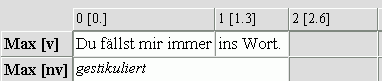 0 [0.] 1 [1.3] 2 [2.6]
Max [v] Du fällst mir immer ins Wort.
Max [nv] gestikuliert